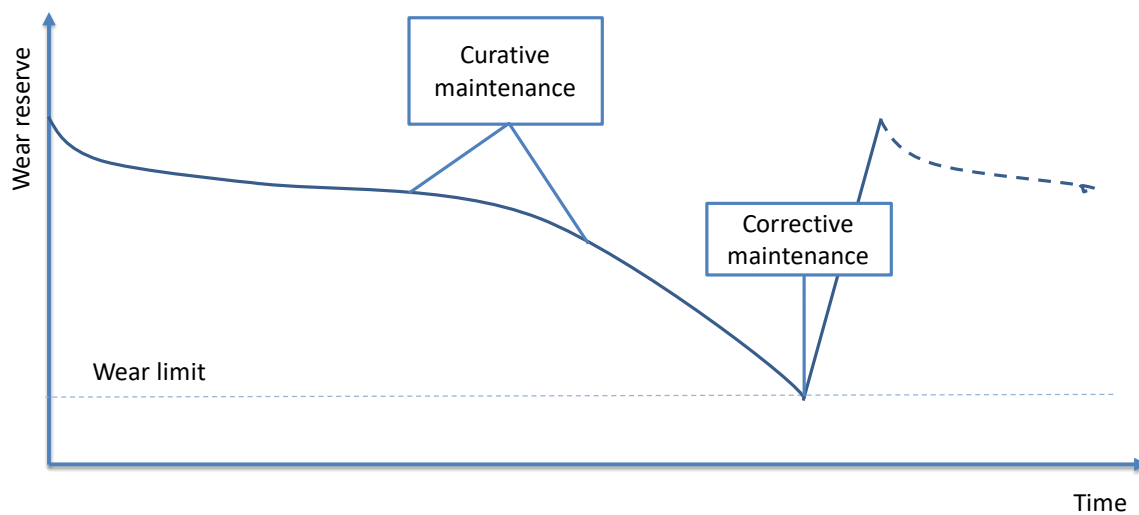 Wear reserve
Curative
maintenance
Corrective
maintenance
Wear limit
Time